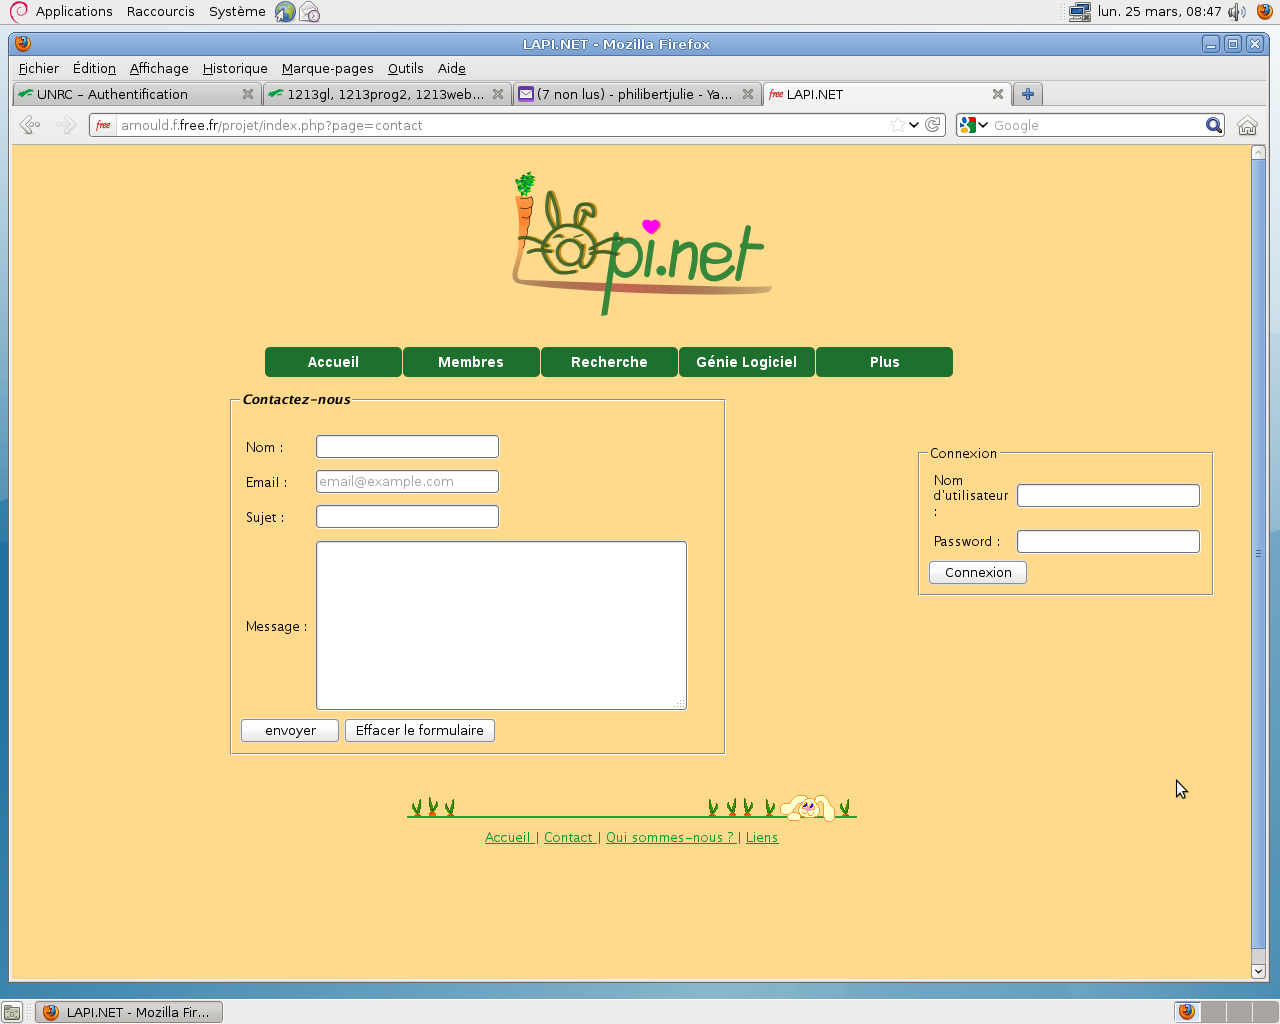 Applications Raccourcis Système lun. 25 mars, 08:47
LAPI.NET - Mozilla Firefox
Fichier Édition Affichage Historique Marque-pages Outils Aide
UNRC – Authentification 1213gl, 1213prog2, 1213web... (7 non lus) - philibertjulie - Ya... free LAPI.NET
free arnould.f.free.fr/projet/index.php?page=contact Google
L@pi.net
Accueil Membres Recherche Génie Logiciel Plus
Contactez-nous
Nom :
Email : email@example.com
Sujet :
Message :
envoyer Effacer le formulaire
Connexion
Nom
d'utilisateur
:
Password :
Connexion
Accueil | Contact | Qui sommes-nous ? | Liens
LAPI.NET - Mozilla Fir...